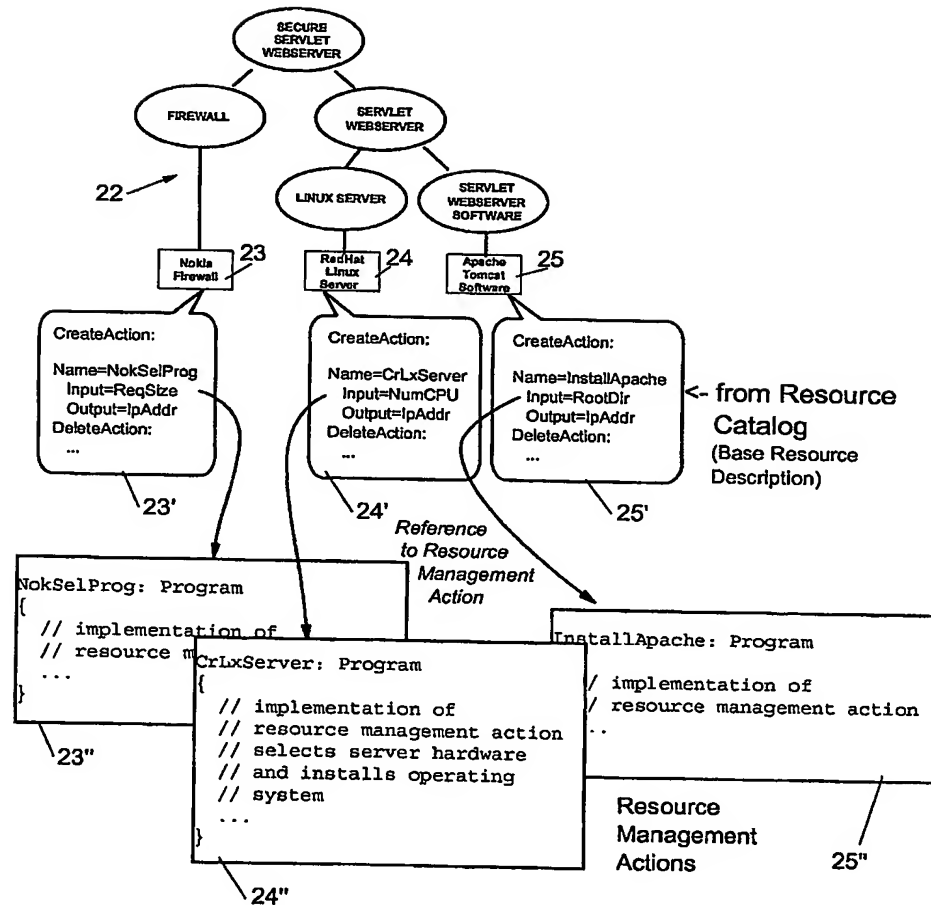 SECURE
SERVLET
WEBSERVER
FIREWALL
SERVLET
WEBSERVER
22
LINUX SERVER
SERVLET
WEBSERVER
SOFTWARE
Nokia
Firewall
23
RedHat
Linux
Server
24
Apache
Tomcat
Software
25
CreateAction:
Name=NokSelProg
Input=ReqSize
Output=IpAddr
DeleteAction:
...
23'
CreateAction:
Name=CrLxServer
Input=NumCPU
Output=IpAddr
DeleteAction:
...
24'
CreateAction:
Name=InstallApache
Input=RootDir
Output=IpAddr
DeleteAction:
...
25'
<- from Resource
Catalog
(Base Resource
Description)
Reference
to Resource
Management
Action
NokSelProg: Program
{
// implementation of
// resource m
...
}
23"
CrLxServer: Program
{
// implementation of
// resource management action
// selects server hardware
// and installs operating
// system
...
}
24"
InstallApache: Program
/ implementation of
/ resource management action
..
25"
Resource
Management
Actions